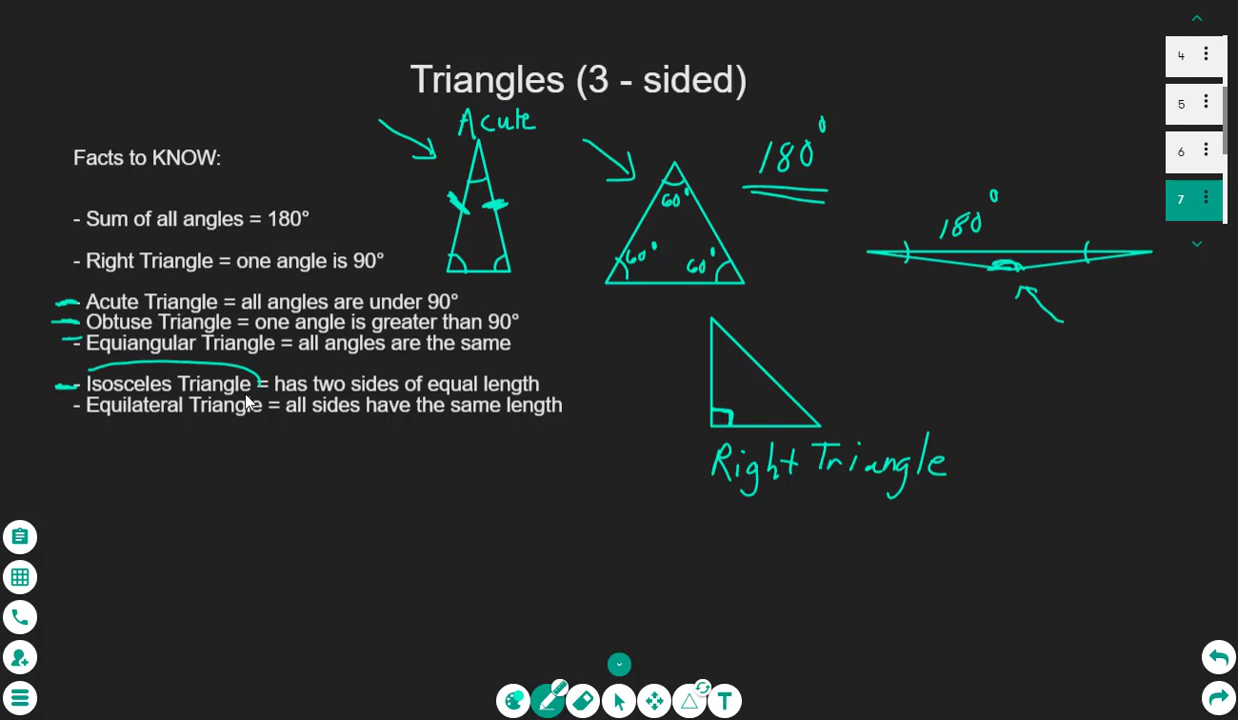 Triangles (3 - sided)
Acute
180°
Facts to KNOW:
60°
60°
60°
180°
- Sum of all angles = 180°
- Right Triangle = one angle is 90°
- Acute Triangle = all angles are under 90°
- Obtuse Triangle = one angle is greater than 90°
- Equiangular Triangle = all angles are the same
- Isosceles Triangle = has two sides of equal length
- Equilateral Triangle = all sides have the same length
Right Triangle
4
5
6
7
T